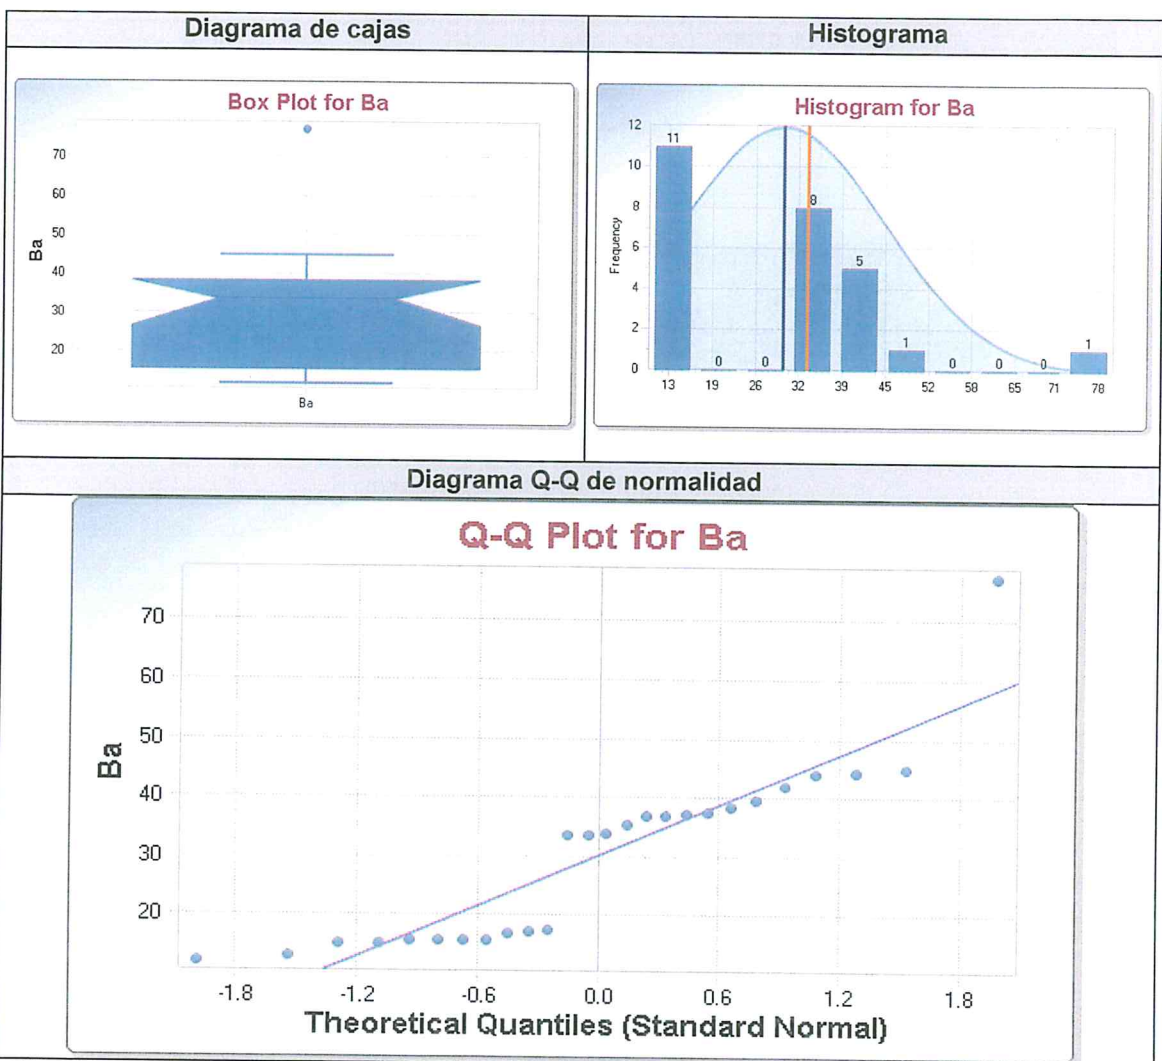 Diagrama de cajas
Histograma
Box Plot for Ba
70
60
50
40
30
20
Ba
Ba
Histogram for Ba
12
10
8
6
4
2
0
Frequency
11
0
0
8
5
1
0
0
0
1
13 19 26 32 39 45 52 58 65 71 78
Diagrama Q-Q de normalidad
Q-Q Plot for Ba
70
60
50
40
30
20
Ba
-1.8 -1.2 -0.6 0.0 0.6 1.2 1.8
Theoretical Quantiles (Standard Normal)